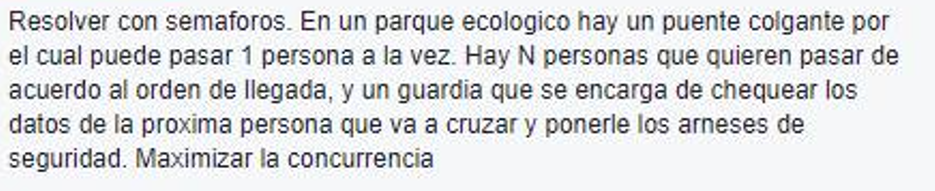 Resolver con semaforos. En un parque ecologico hay un puente colgante por
el cual puede pasar 1 persona a la vez. Hay N personas que quieren pasar de
acuerdo al orden de llegada, y un guardia que se encarga de chequear los
datos de la proxima persona que va a cruzar y ponerle los arneses de
seguridad. Maximizar la concurrencia